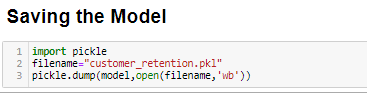 Saving the Model
1 import pickle
2 filename="customer_retention.pkl"
3 pickle.dump(model,open(filename,'wb'))